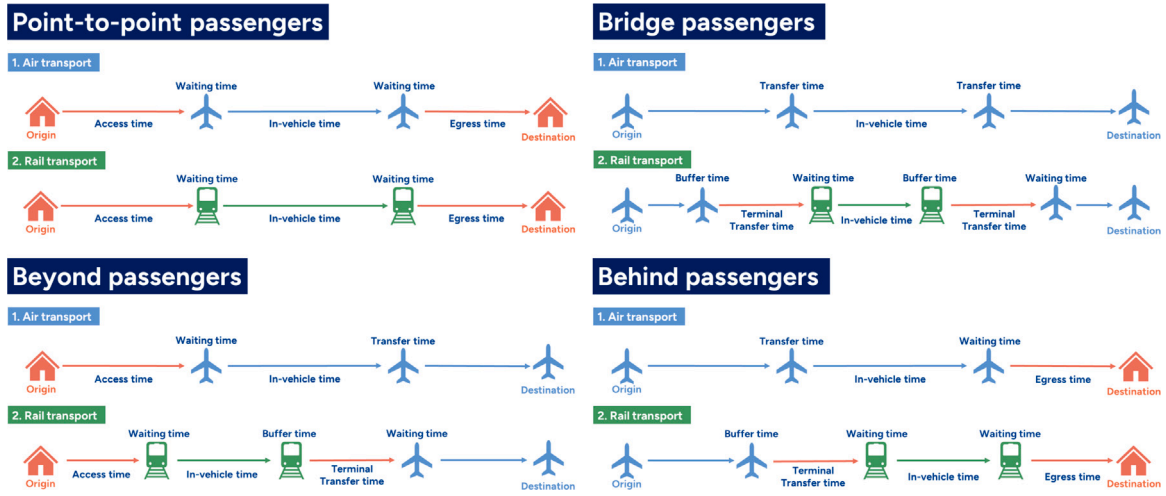 Point-to-point passengers
1. Air transport
Waiting time
Waiting time
Access time
In-vehicle time
Egress time
Origin
Destination
2. Rail transport
Waiting time
Waiting time
Access time
In-vehicle time
Egress time
Origin
Destination
Bridge passengers
1. Air transport
Transfer time
Transfer time
In-vehicle time
Origin
Destination
2. Rail transport
Buffer time
Waiting time
Buffer time
Waiting time
Terminal
Transfer time
In-vehicle time
Terminal
Transfer time
Origin
Destination
Beyond passengers
1. Air transport
Waiting time
Transfer time
Access time
In-vehicle time
Origin
Destination
2. Rail transport
Waiting time
Buffer time
Waiting time
Access time
In-vehicle time
Terminal
Transfer time
Origin
Destination
Behind passengers
1. Air transport
Transfer time
Waiting time
In-vehicle time
Egress time
Origin
Destination
2. Rail transport
Buffer time
Waiting time
Waiting time
Terminal
Transfer time
In-vehicle time
Egress time
Origin
Destination